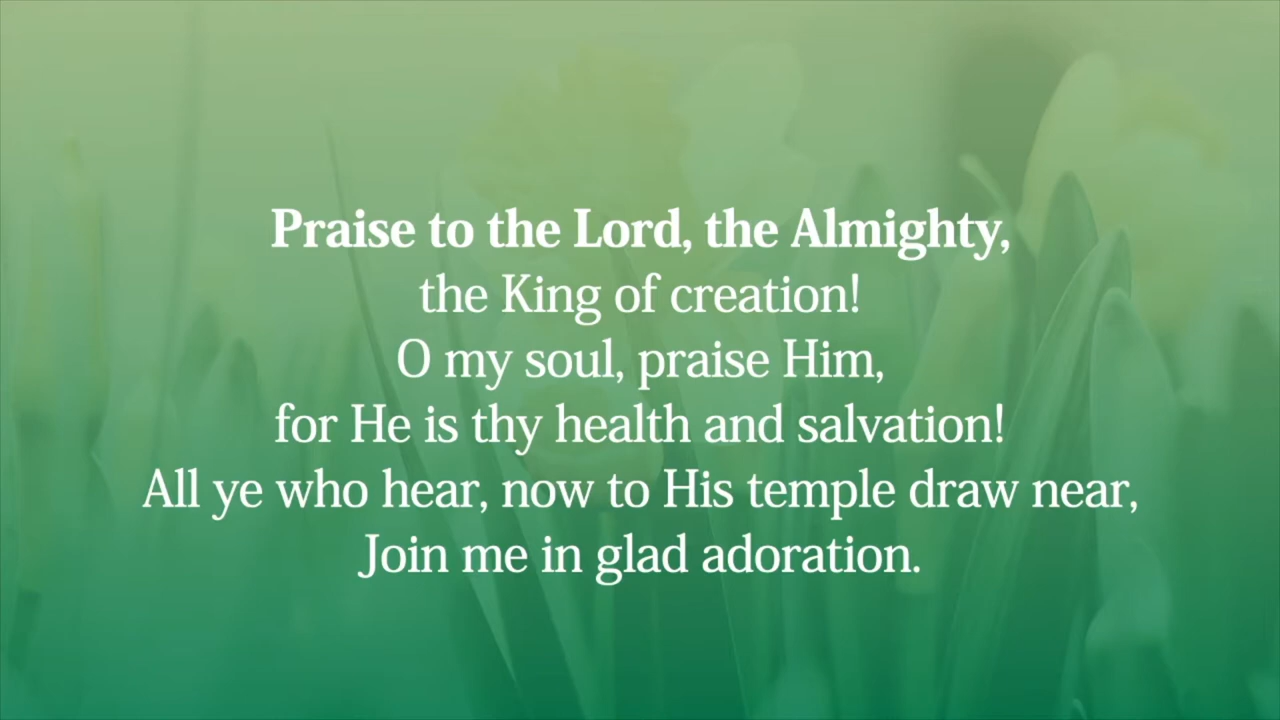 Praise to the Lord, the Almighty,
the King of creation!
O my soul, praise Him,
for He is thy health and salvation!
All ye who hear, now to His temple draw near,
Join me in glad adoration.